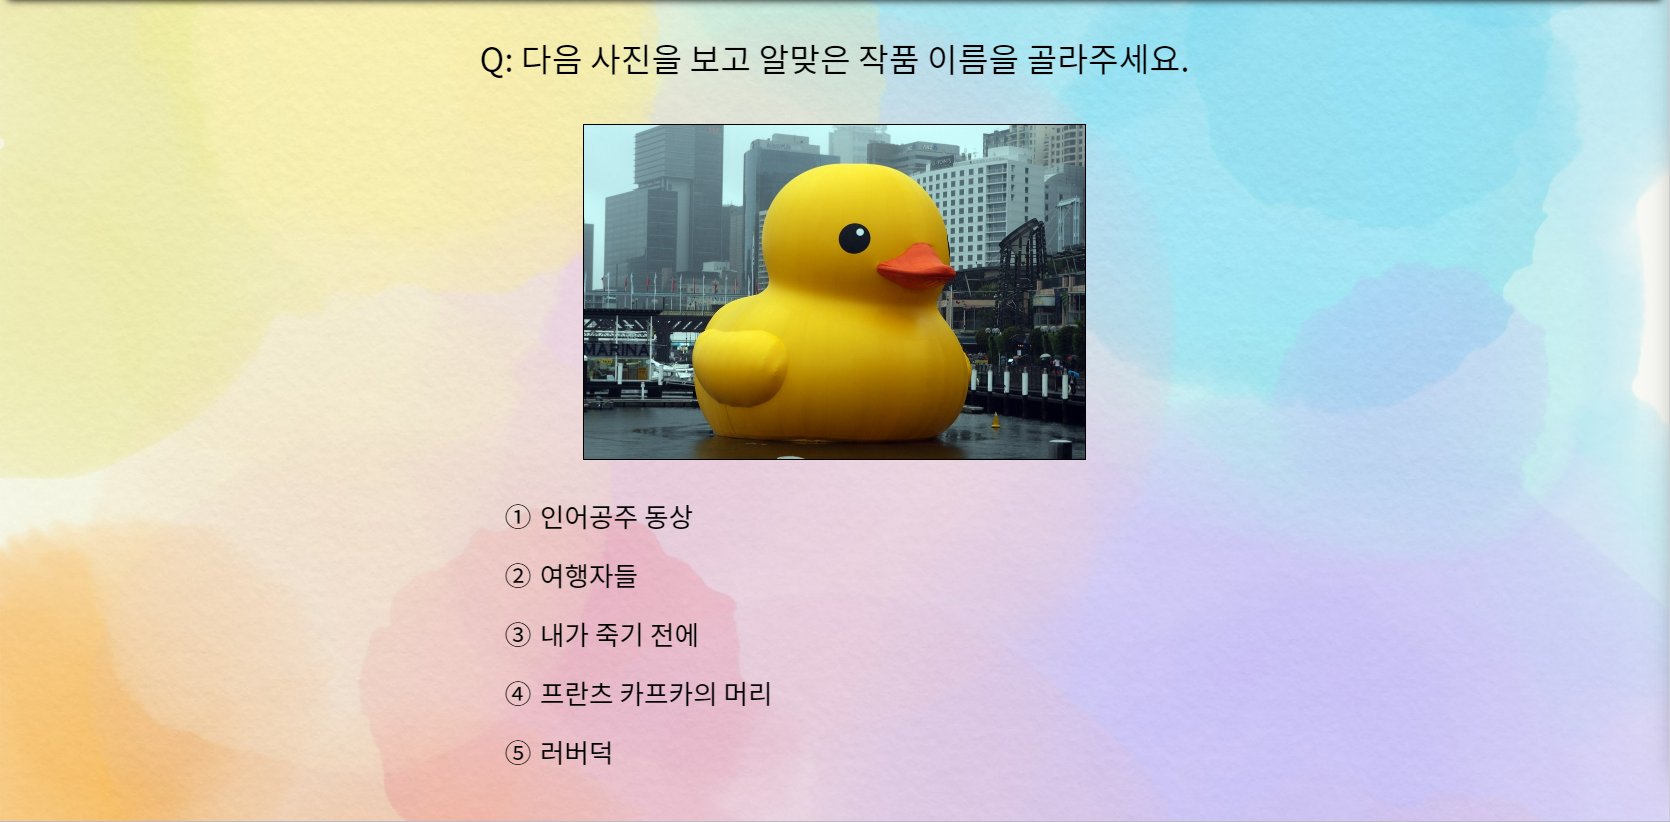 Q: 다음 사진을 보고 알맞은 작품 이름을 골라주세요.
MARINA
① 인어공주 동상
② 여행자들
③ 내가 죽기 전에
④ 프란츠 카프카의 머리
⑤ 러버덕